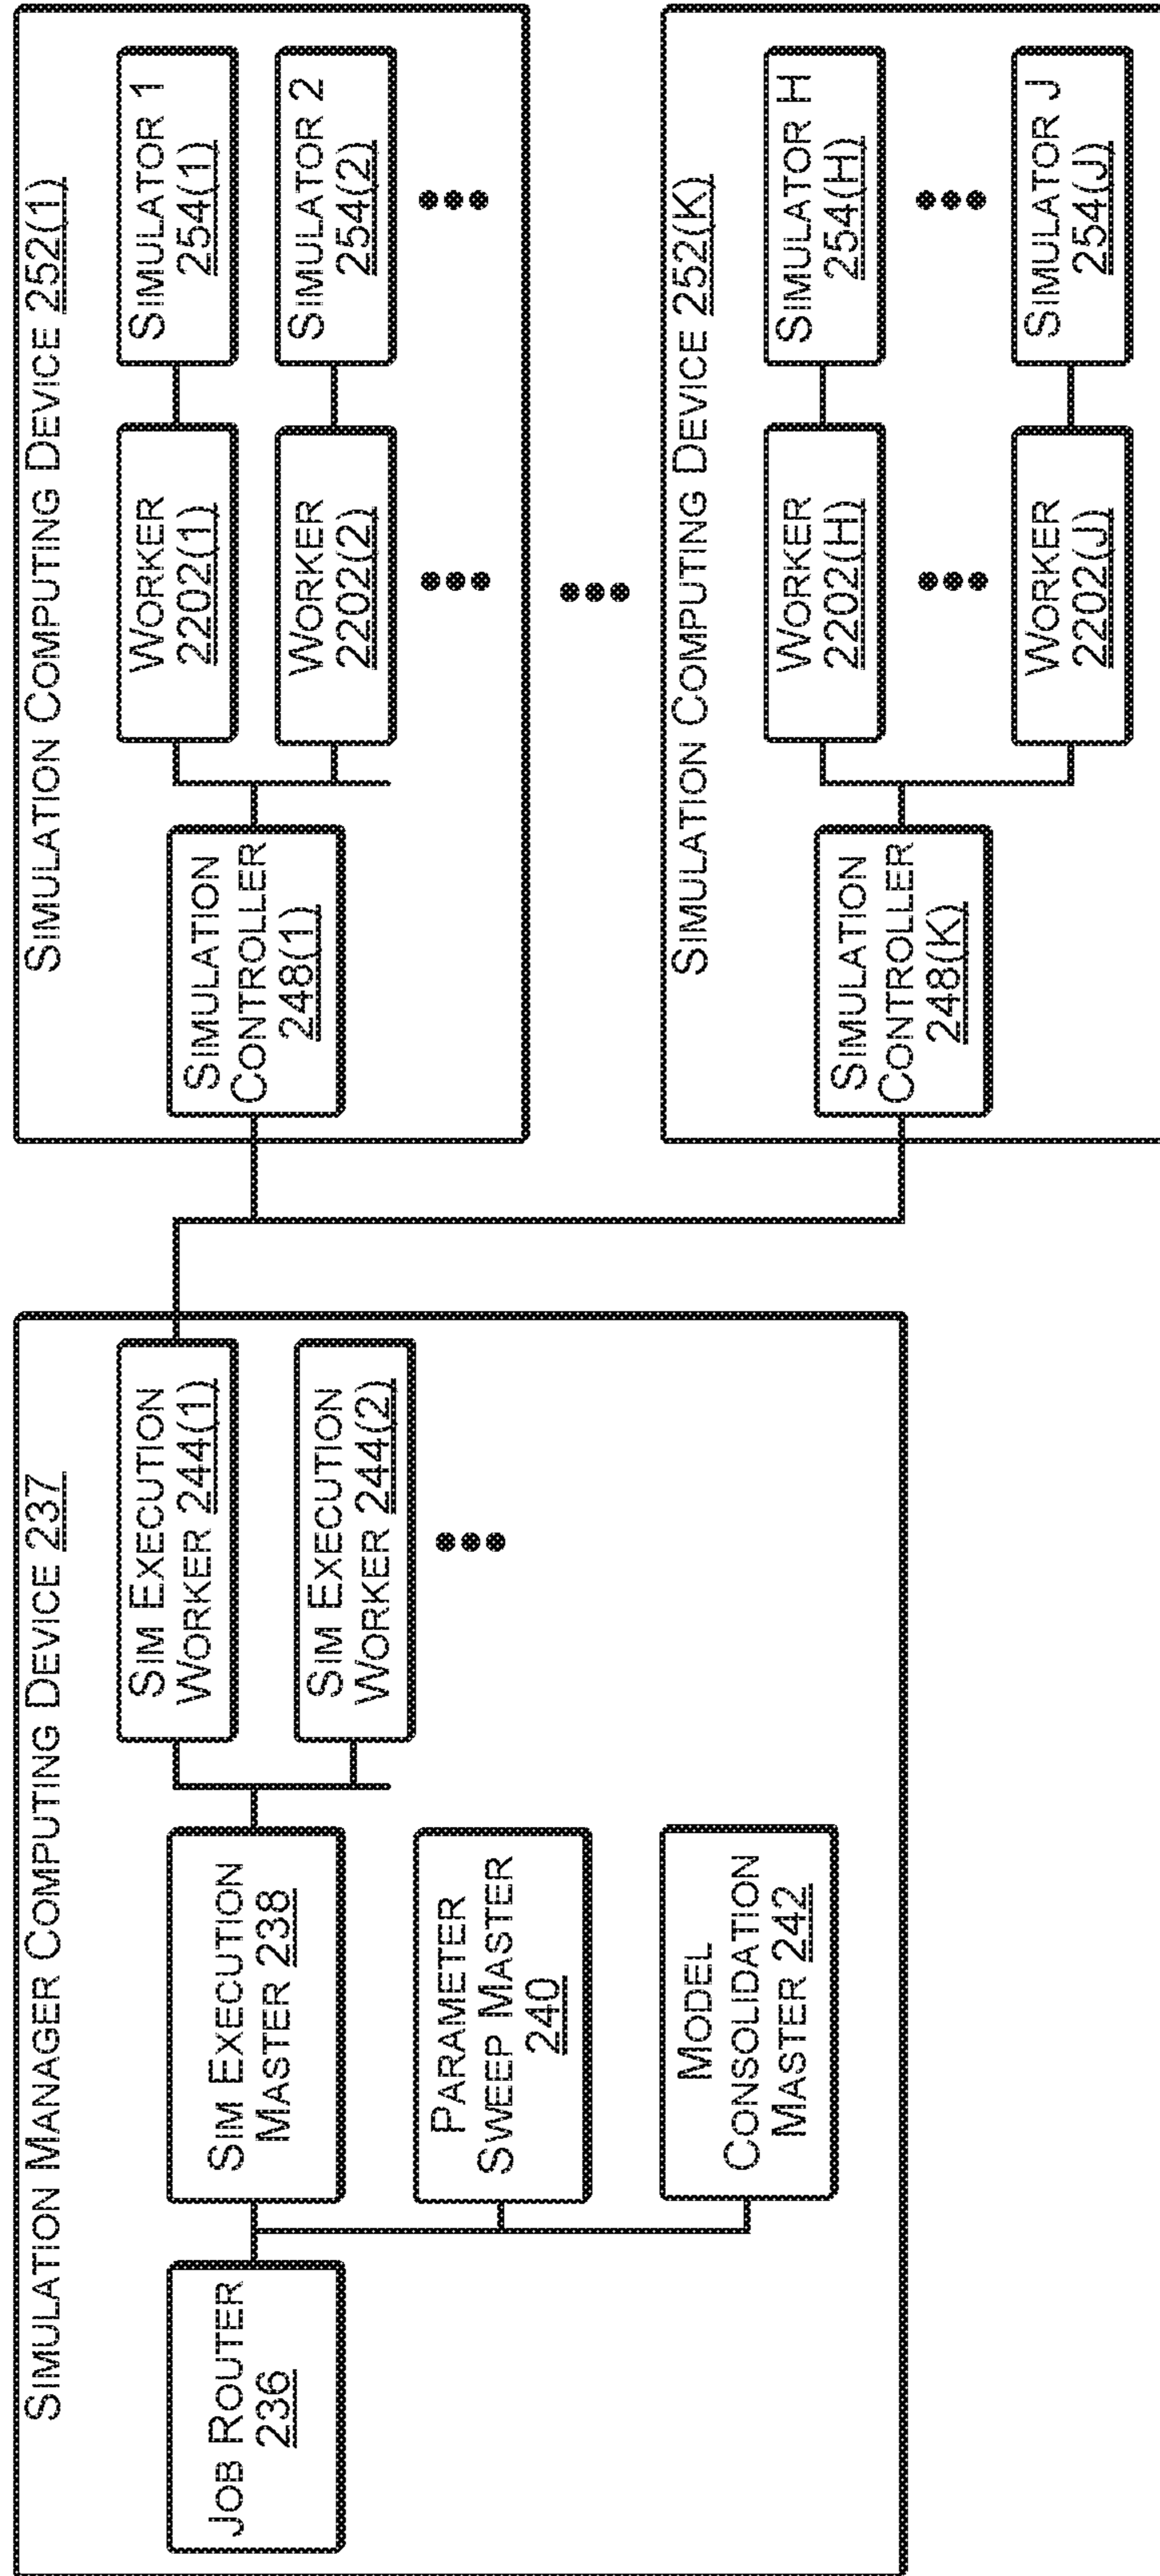 SIMULATION MANAGER COMPUTING DEVICE 237
JOB ROUTER
236
SIM EXECUTION
MASTER 238
PARAMETER
SWEEP MASTER
240
MODEL
CONSOLIDATION
MASTER 242
SIM EXECUTION
WORKER 244(1)
SIM EXECUTION
WORKER 244(2)
SIMULATION COMPUTING DEVICE 252(1)
SIMULATION
CONTROLLER
248(1)
WORKER
2202(1)
SIMULATOR 1
254(1)
WORKER
2202(2)
SIMULATOR 2
254(2)
SIMULATION COMPUTING DEVICE 252(K)
SIMULATION
CONTROLLER
248(K)
WORKER
2202(H)
SIMULATOR H
254(H)
WORKER
2202(J)
SIMULATOR J
254(J)